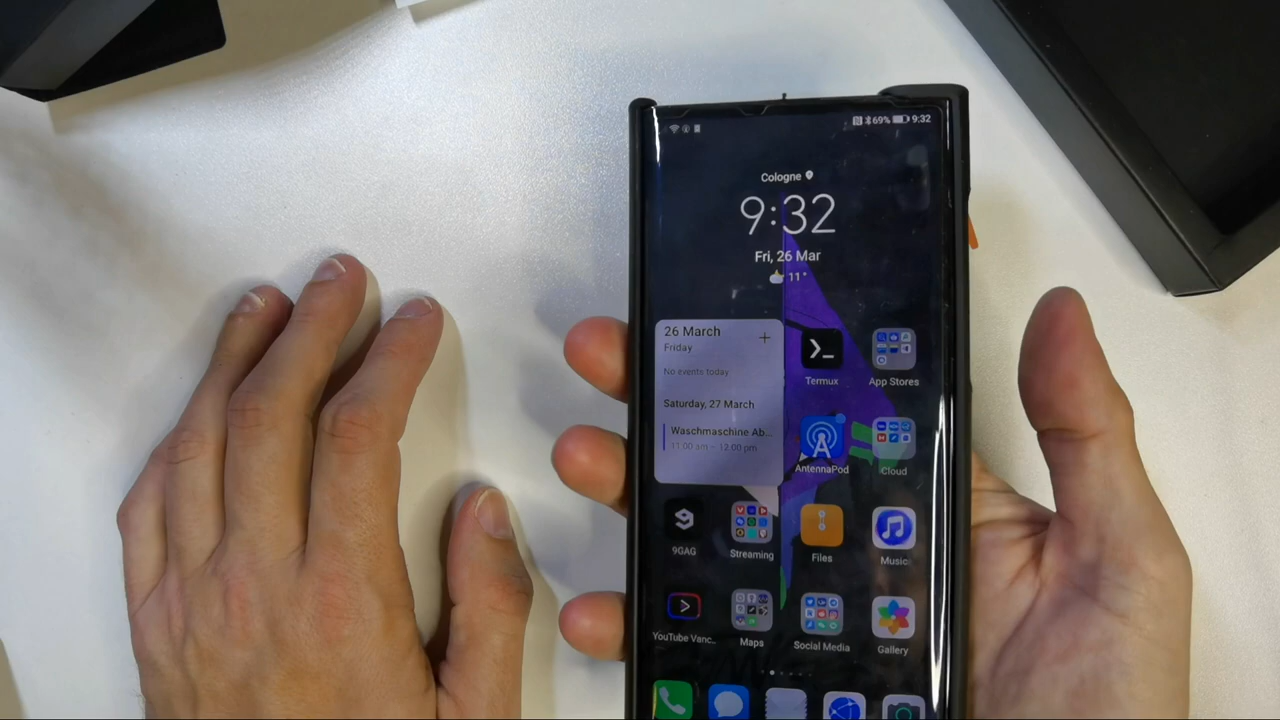 69% 9:32
Cologne
9:32
Fri, 26 Mar
11°
26 March +
Friday
No events today
Saturday, 27 March
Waschmaschine Ab...
11:00 am – 12:00 pm
Termux
App Stores
AntennaPod
Cloud
9GAG
Streaming
Files
Music
YouTube Vanc..
Maps
Social Media
Gallery